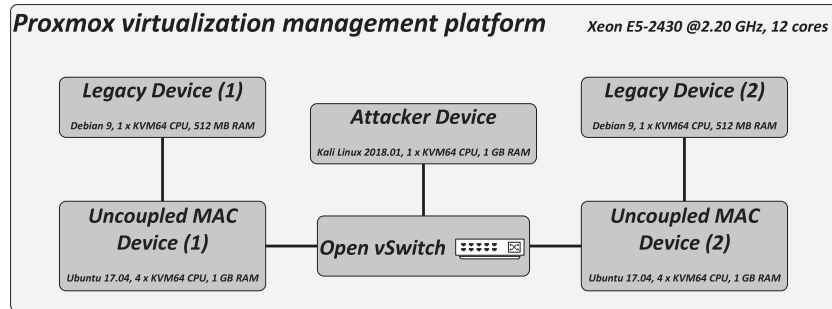 Proxmox virtualization management platform
Xeon E5-2430 @2.20 GHz, 12 cores
Legacy Device (1)
Debian 9, 1 x KVM64 CPU, 512 MB RAM
Attacker Device
Kali Linux 2018.01, 1 x KVM64 CPU, 1 GB RAM
Legacy Device (2)
Debian 9, 1 x KVM64 CPU, 512 MB RAM
Uncoupled MAC
Device (1)
Ubuntu 17.04, 4 x KVM64 CPU, 1 GB RAM
Open vSwitch
Uncoupled MAC
Device (2)
Ubuntu 17.04, 4 x KVM64 CPU, 1 GB RAM